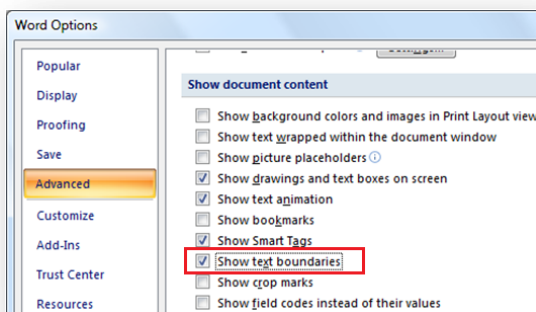 Word Options
Popular
Display
Proofing
Save
Advanced
Customize
Add-Ins
Trust Center
Resources
Show document content
Show background colors and images in Print Layout view
Show text wrapped within the document window
Show picture placeholders
Show drawings and text boxes on screen
Show text animation
Show bookmarks
Show Smart Tags
Show text boundaries
Show crop marks
Show field codes instead of their values